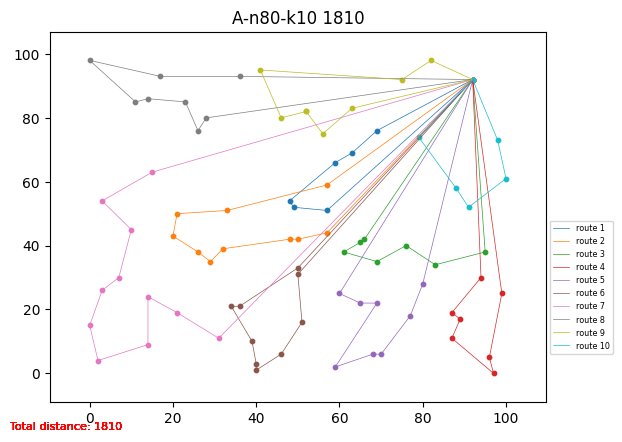 A-n80-k10 1810
100
80
60
40
20
0
0 20 40 60 80 100
route 1
route 2
route 3
route 4
route 5
route 6
route 7
route 8
route 9
route 10
Total distance: 1810